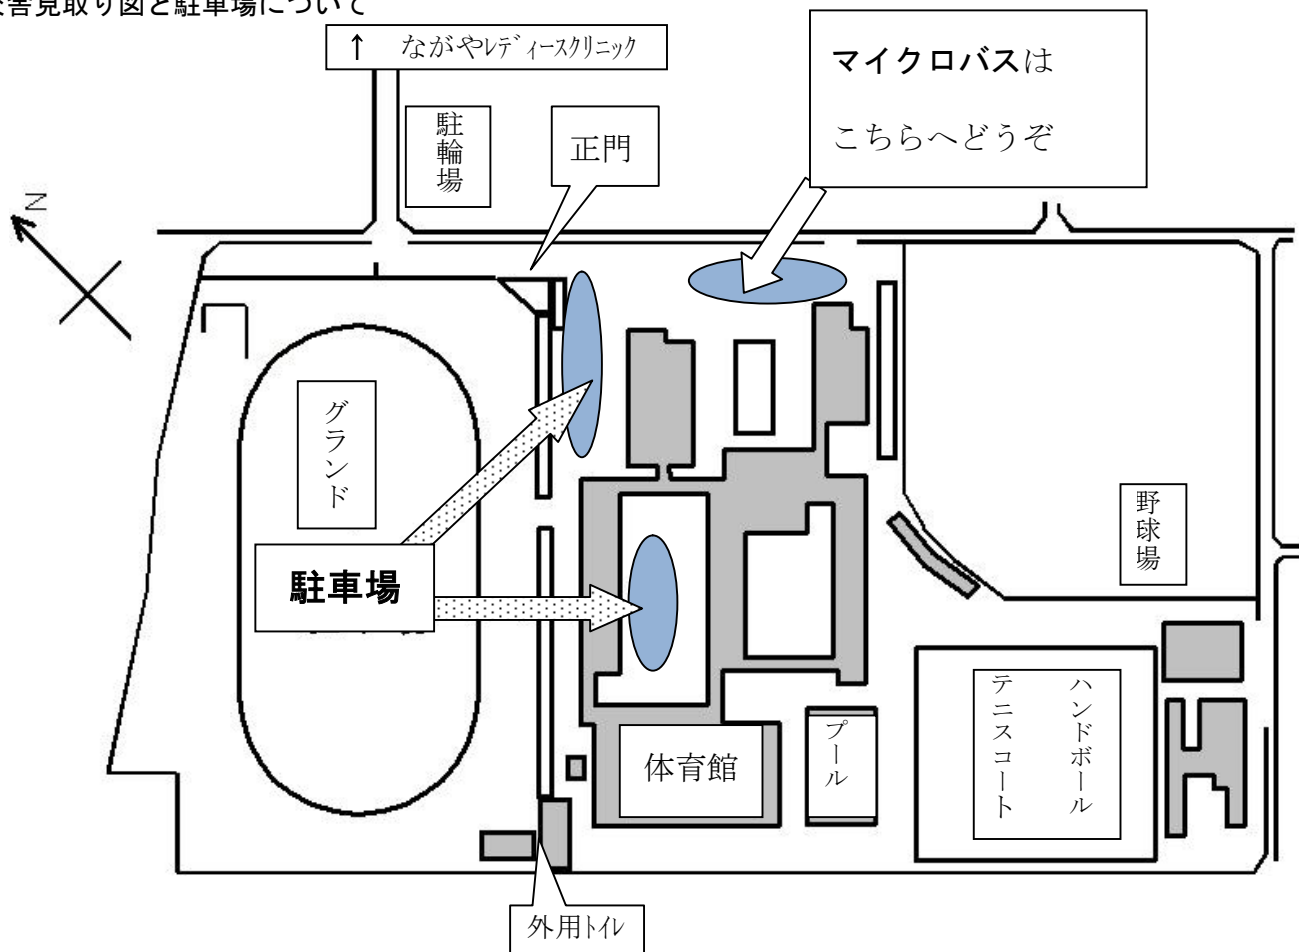 舎見取り図と駐車場について
↑　ながやﾚﾃﾞィースクリニック
マイクロバスは
こちらへどうぞ
駐輪場
正門
N
グランド
駐車場
野球場
ハンドボール
テニスコート
プール
体育館
外用ﾄｲﾚ